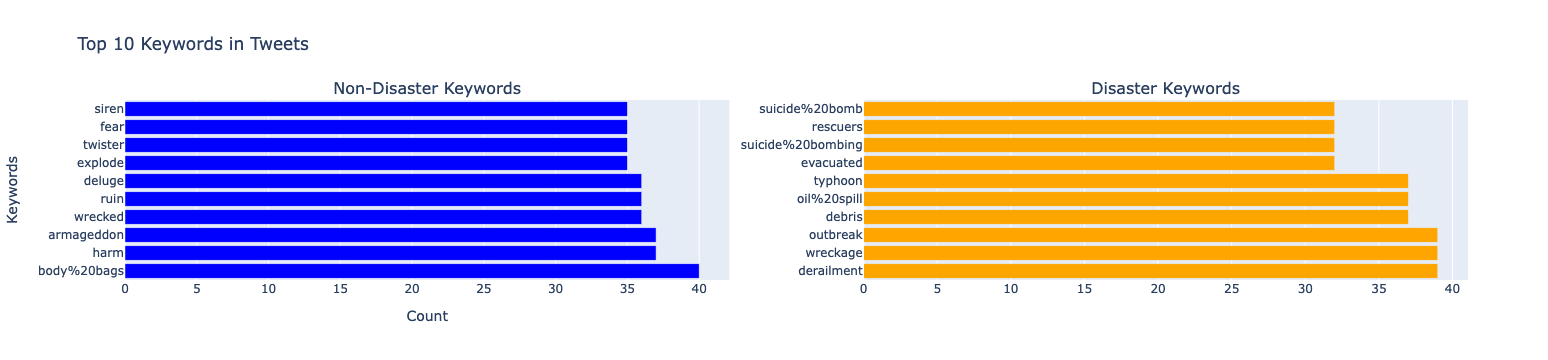 Top 10 Keywords in Tweets
Non-Disaster Keywords
Keywords
siren
fear
twister
explode
deluge
ruin
wrecked
armageddon
harm
body%20bags
0 5 10 15 20 25 30 35 40
Count
Disaster Keywords
suicide%20bomb
rescuers
suicide%20bombing
evacuated
typhoon
oil%20spill
debris
outbreak
wreckage
derailment
0 5 10 15 20 25 30 35 40